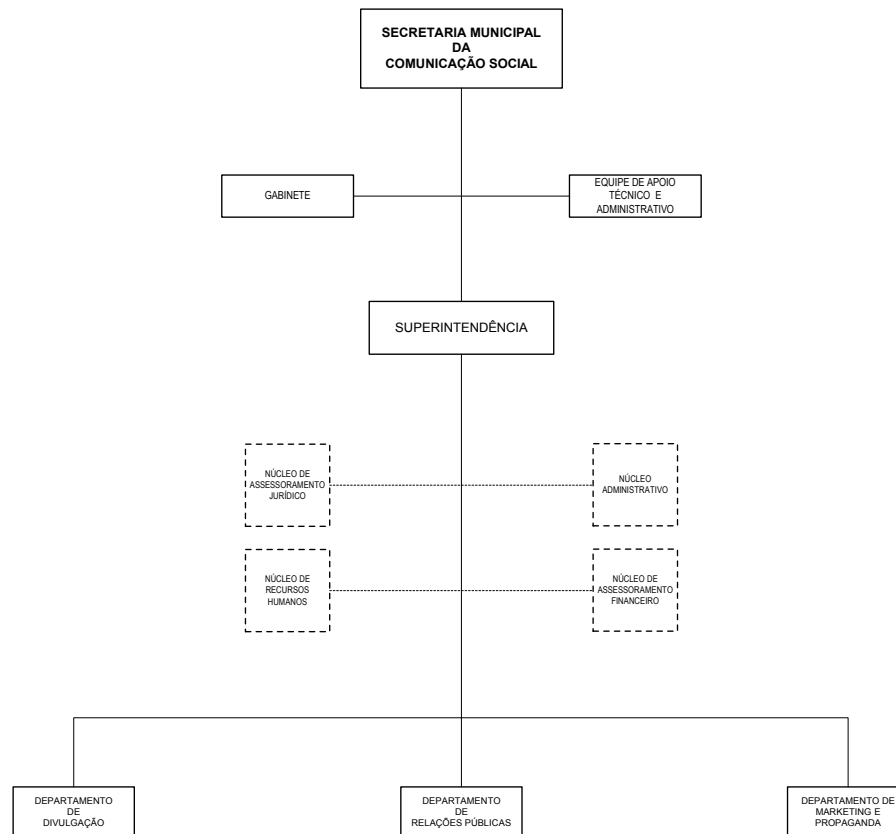 SECRETARIA MUNICIPAL
DA
COMUNICAÇÃO SOCIAL
GABINETE
EQUIPE DE APOIO
TÉCNICO E
ADMINISTRATIVO
SUPERINTENDÊNCIA
NÚCLEO DE
ASSESSORAMENTO
JURÍDICO
NÚCLEO
ADMINISTRATIVO
NÚCLEO DE
RECURSOS
HUMANOS
NÚCLEO DE
ASSESSORAMENTO
FINANCEIRO
DEPARTAMENTO
DE
DIVULGAÇÃO
DEPARTAMENTO
DE
RELAÇÕES PÚBLICAS
DEPARTAMENTO DE
MARKETING E
PROPAGANDA